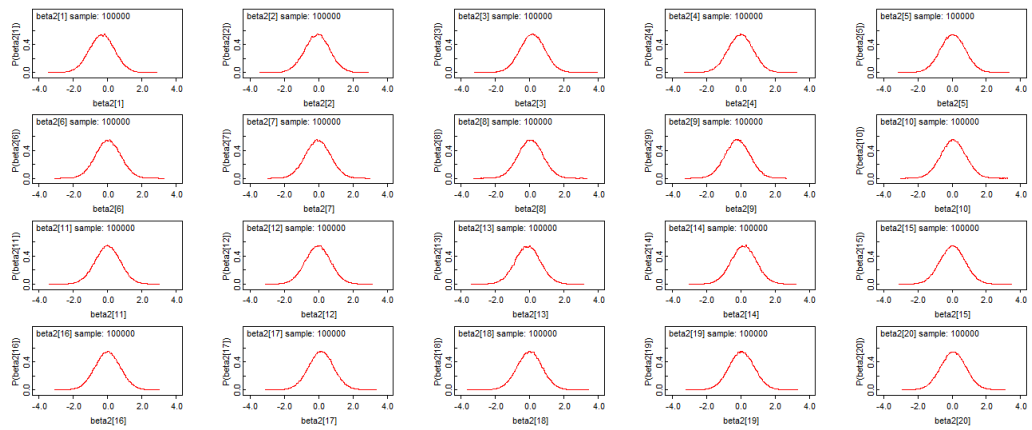 beta2[1] sample: 100000
P(beta2[1])
0.0 0.4
-4.0 -2.0 0.0 2.0 4.0
beta2[1]
beta2[2] sample: 100000
P(beta2[2])
0.0 0.4
-4.0 -2.0 0.0 2.0 4.0
beta2[2]
beta2[3] sample: 100000
P(beta2[3])
0.0 0.4
-4.0 -2.0 0.0 2.0 4.0
beta2[3]
beta2[4] sample: 100000
P(beta2[4])
0.0 0.4
-4.0 -2.0 0.0 2.0 4.0
beta2[4]
beta2[5] sample: 100000
P(beta2[5])
0.0 0.4
-4.0 -2.0 0.0 2.0 4.0
beta2[5]
beta2[6] sample: 100000
P(beta2[6])
0.0 0.4
-4.0 -2.0 0.0 2.0 4.0
beta2[6]
beta2[7] sample: 100000
P(beta2[7])
0.0 0.4
-4.0 -2.0 0.0 2.0 4.0
beta2[7]
beta2[8] sample: 100000
P(beta2[8])
0.0 0.4
-4.0 -2.0 0.0 2.0 4.0
beta2[8]
beta2[9] sample: 100000
P(beta2[9])
0.0 0.4
-4.0 -2.0 0.0 2.0 4.0
beta2[9]
beta2[10] sample: 100000
P(beta2[10])
0.0 0.4
-4.0 -2.0 0.0 2.0 4.0
beta2[10]
beta2[11] sample: 100000
P(beta2[11])
0.0 0.4
-4.0 -2.0 0.0 2.0 4.0
beta2[11]
beta2[12] sample: 100000
P(beta2[12])
0.0 0.4
-4.0 -2.0 0.0 2.0 4.0
beta2[12]
beta2[13] sample: 100000
P(beta2[13])
0.0 0.4
-4.0 -2.0 0.0 2.0 4.0
beta2[13]
beta2[14] sample: 100000
P(beta2[14])
0.0 0.4
-4.0 -2.0 0.0 2.0 4.0
beta2[14]
beta2[15] sample: 100000
P(beta2[15])
0.0 0.4
-4.0 -2.0 0.0 2.0 4.0
beta2[15]
beta2[16] sample: 100000
P(beta2[16])
0.0 0.4
-4.0 -2.0 0.0 2.0 4.0
beta2[16]
beta2[17] sample: 100000
P(beta2[17])
0.0 0.4
-4.0 -2.0 0.0 2.0 4.0
beta2[17]
beta2[18] sample: 100000
P(beta2[18])
0.0 0.4
-4.0 -2.0 0.0 2.0 4.0
beta2[18]
beta2[19] sample: 100000
P(beta2[19])
0.0 0.4
-4.0 -2.0 0.0 2.0 4.0
beta2[19]
beta2[20] sample: 100000
P(beta2[20])
0.0 0.4
-4.0 -2.0 0.0 2.0 4.0
beta2[20]